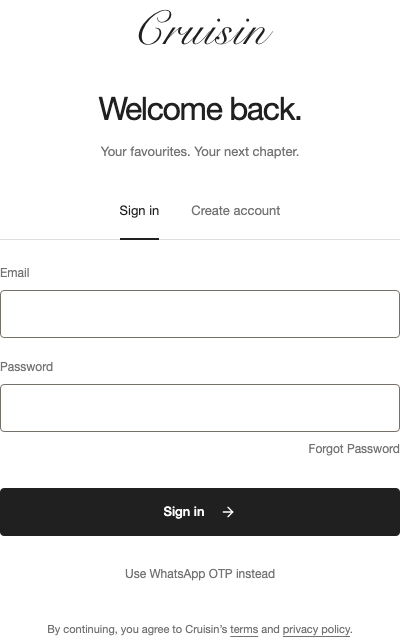 Cruisin
Welcome back.
Your favourites. Your next chapter.
Sign in
Create account
Email
Password
Forgot Password
Sign in →
Use WhatsApp OTP instead
By continuing, you agree to Cruisin’s terms and privacy policy.